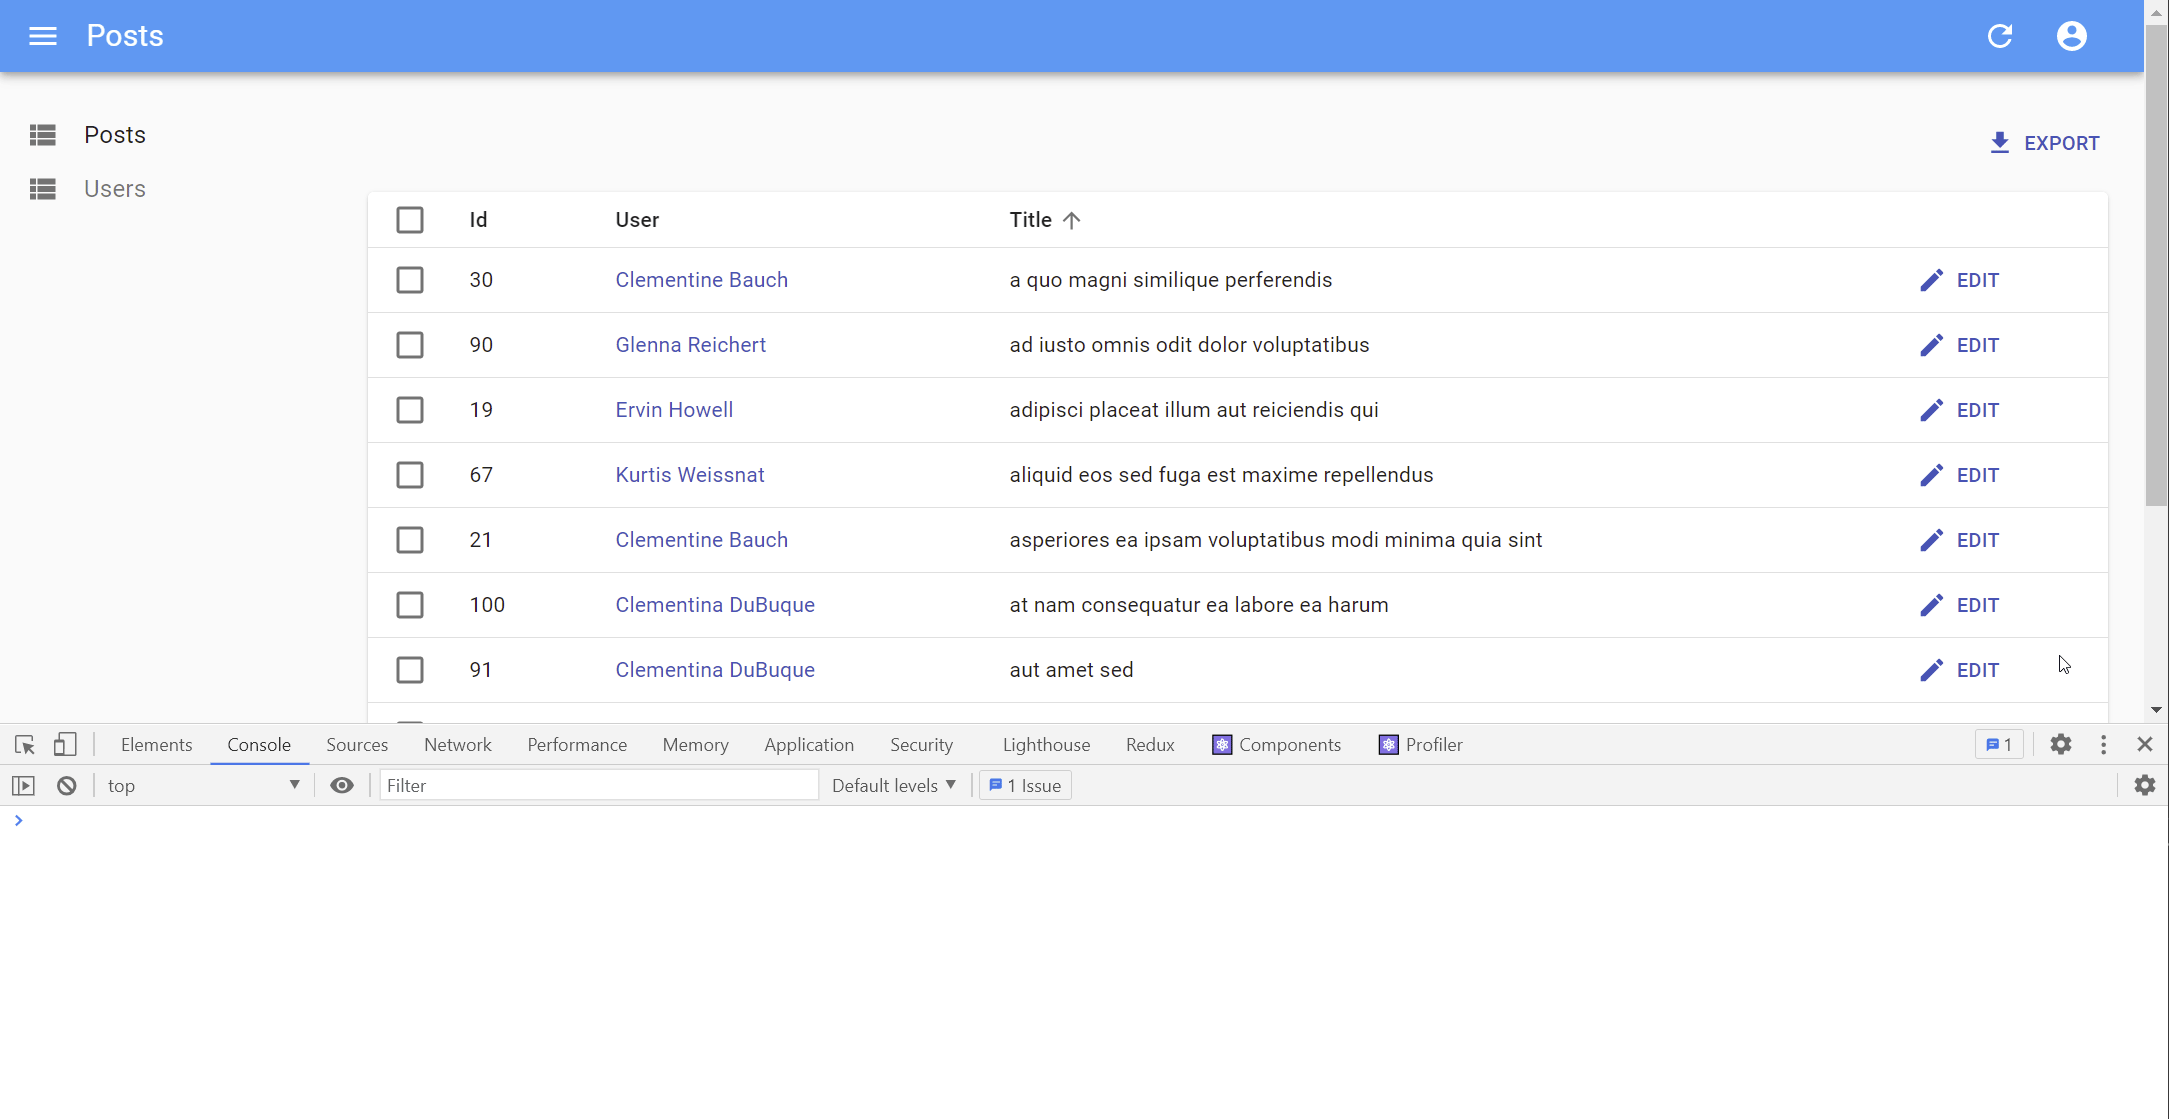 Posts
Posts
Users
EXPORT
Id User Title
30 Clementine Bauch a quo magni similique perferendis EDIT
90 Glenna Reichert ad iusto omnis odit dolor voluptatibus EDIT
19 Ervin Howell adipisci placeat illum aut reiciendis qui EDIT
67 Kurtis Weissnat aliquid eos sed fuga est maxime repellendus EDIT
21 Clementine Bauch asperiores ea ipsam voluptatibus modi minima quia sint EDIT
100 Clementina DuBuque at nam consequatur ea labore ea harum EDIT
91 Clementina DuBuque aut amet sed EDIT
Elements Console Sources Network Performance Memory Application Security Lighthouse Redux Components Profiler 1
top Filter Default levels 1 Issue